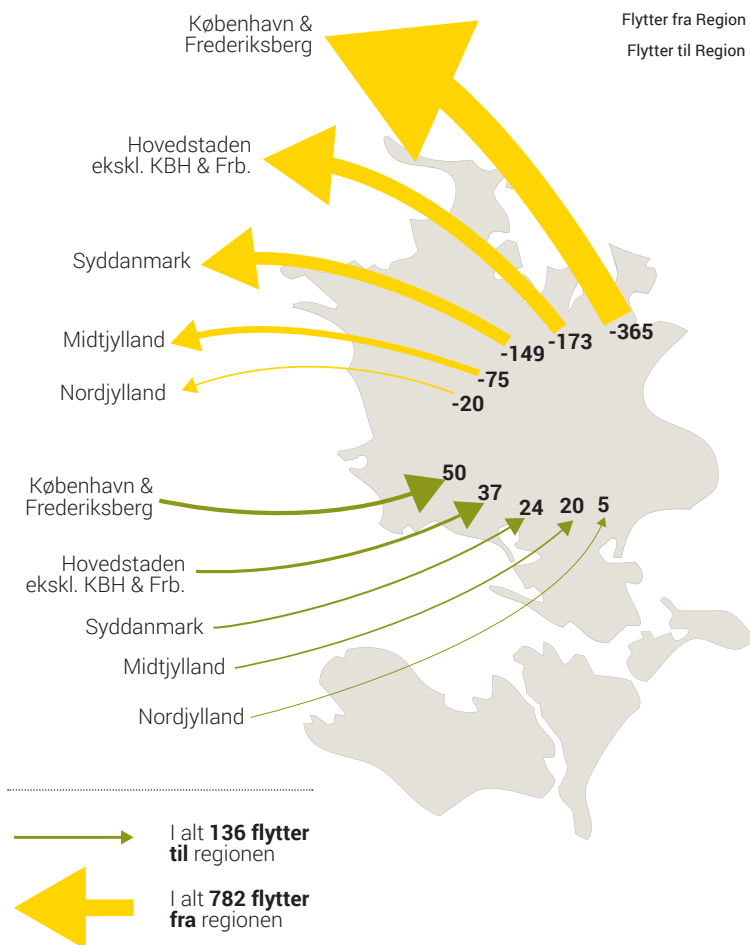 København &
Frederiksberg
Flytter fra Region
Flytter til Region
Hovedstaden
ekskl. KBH & Frb.
Syddanmark
Midtjylland
Nordjylland
-365
-173
-149
-75
-20
København &
Frederiksberg
50
37
24
20
5
Hovedstaden
ekskl. KBH & Frb.
Syddanmark
Midtjylland
Nordjylland
I alt 136 flytter
til regionen
I alt 782 flytter
fra regionen